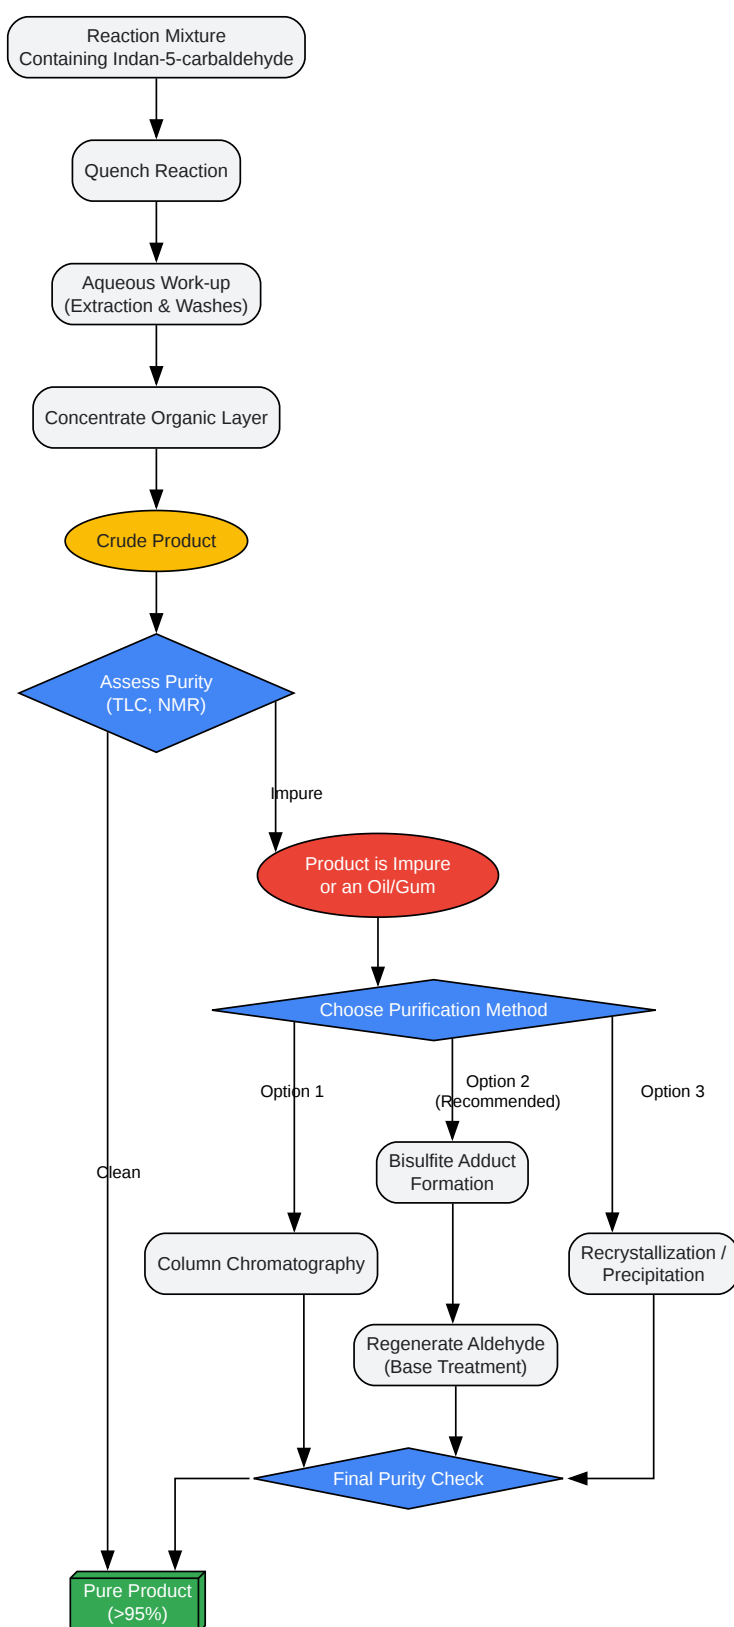 Reaction Mixture
Containing Indan-5-carbaldehyde
Quench Reaction
Aqueous Work-up
(Extraction & Washes)
Concentrate Organic Layer
Crude Product
Assess Purity
(TLC, NMR)
Impure
Product is Impure
or an Oil/Gum
Choose Purification Method
Option 1
Option 2
(Recommended)
Option 3
Bisulfite Adduct
Formation
Clean
Column Chromatography
Recrystallization /
Precipitation
Regenerate Aldehyde
(Base Treatment)
Final Purity Check
Pure Product
(>95%)